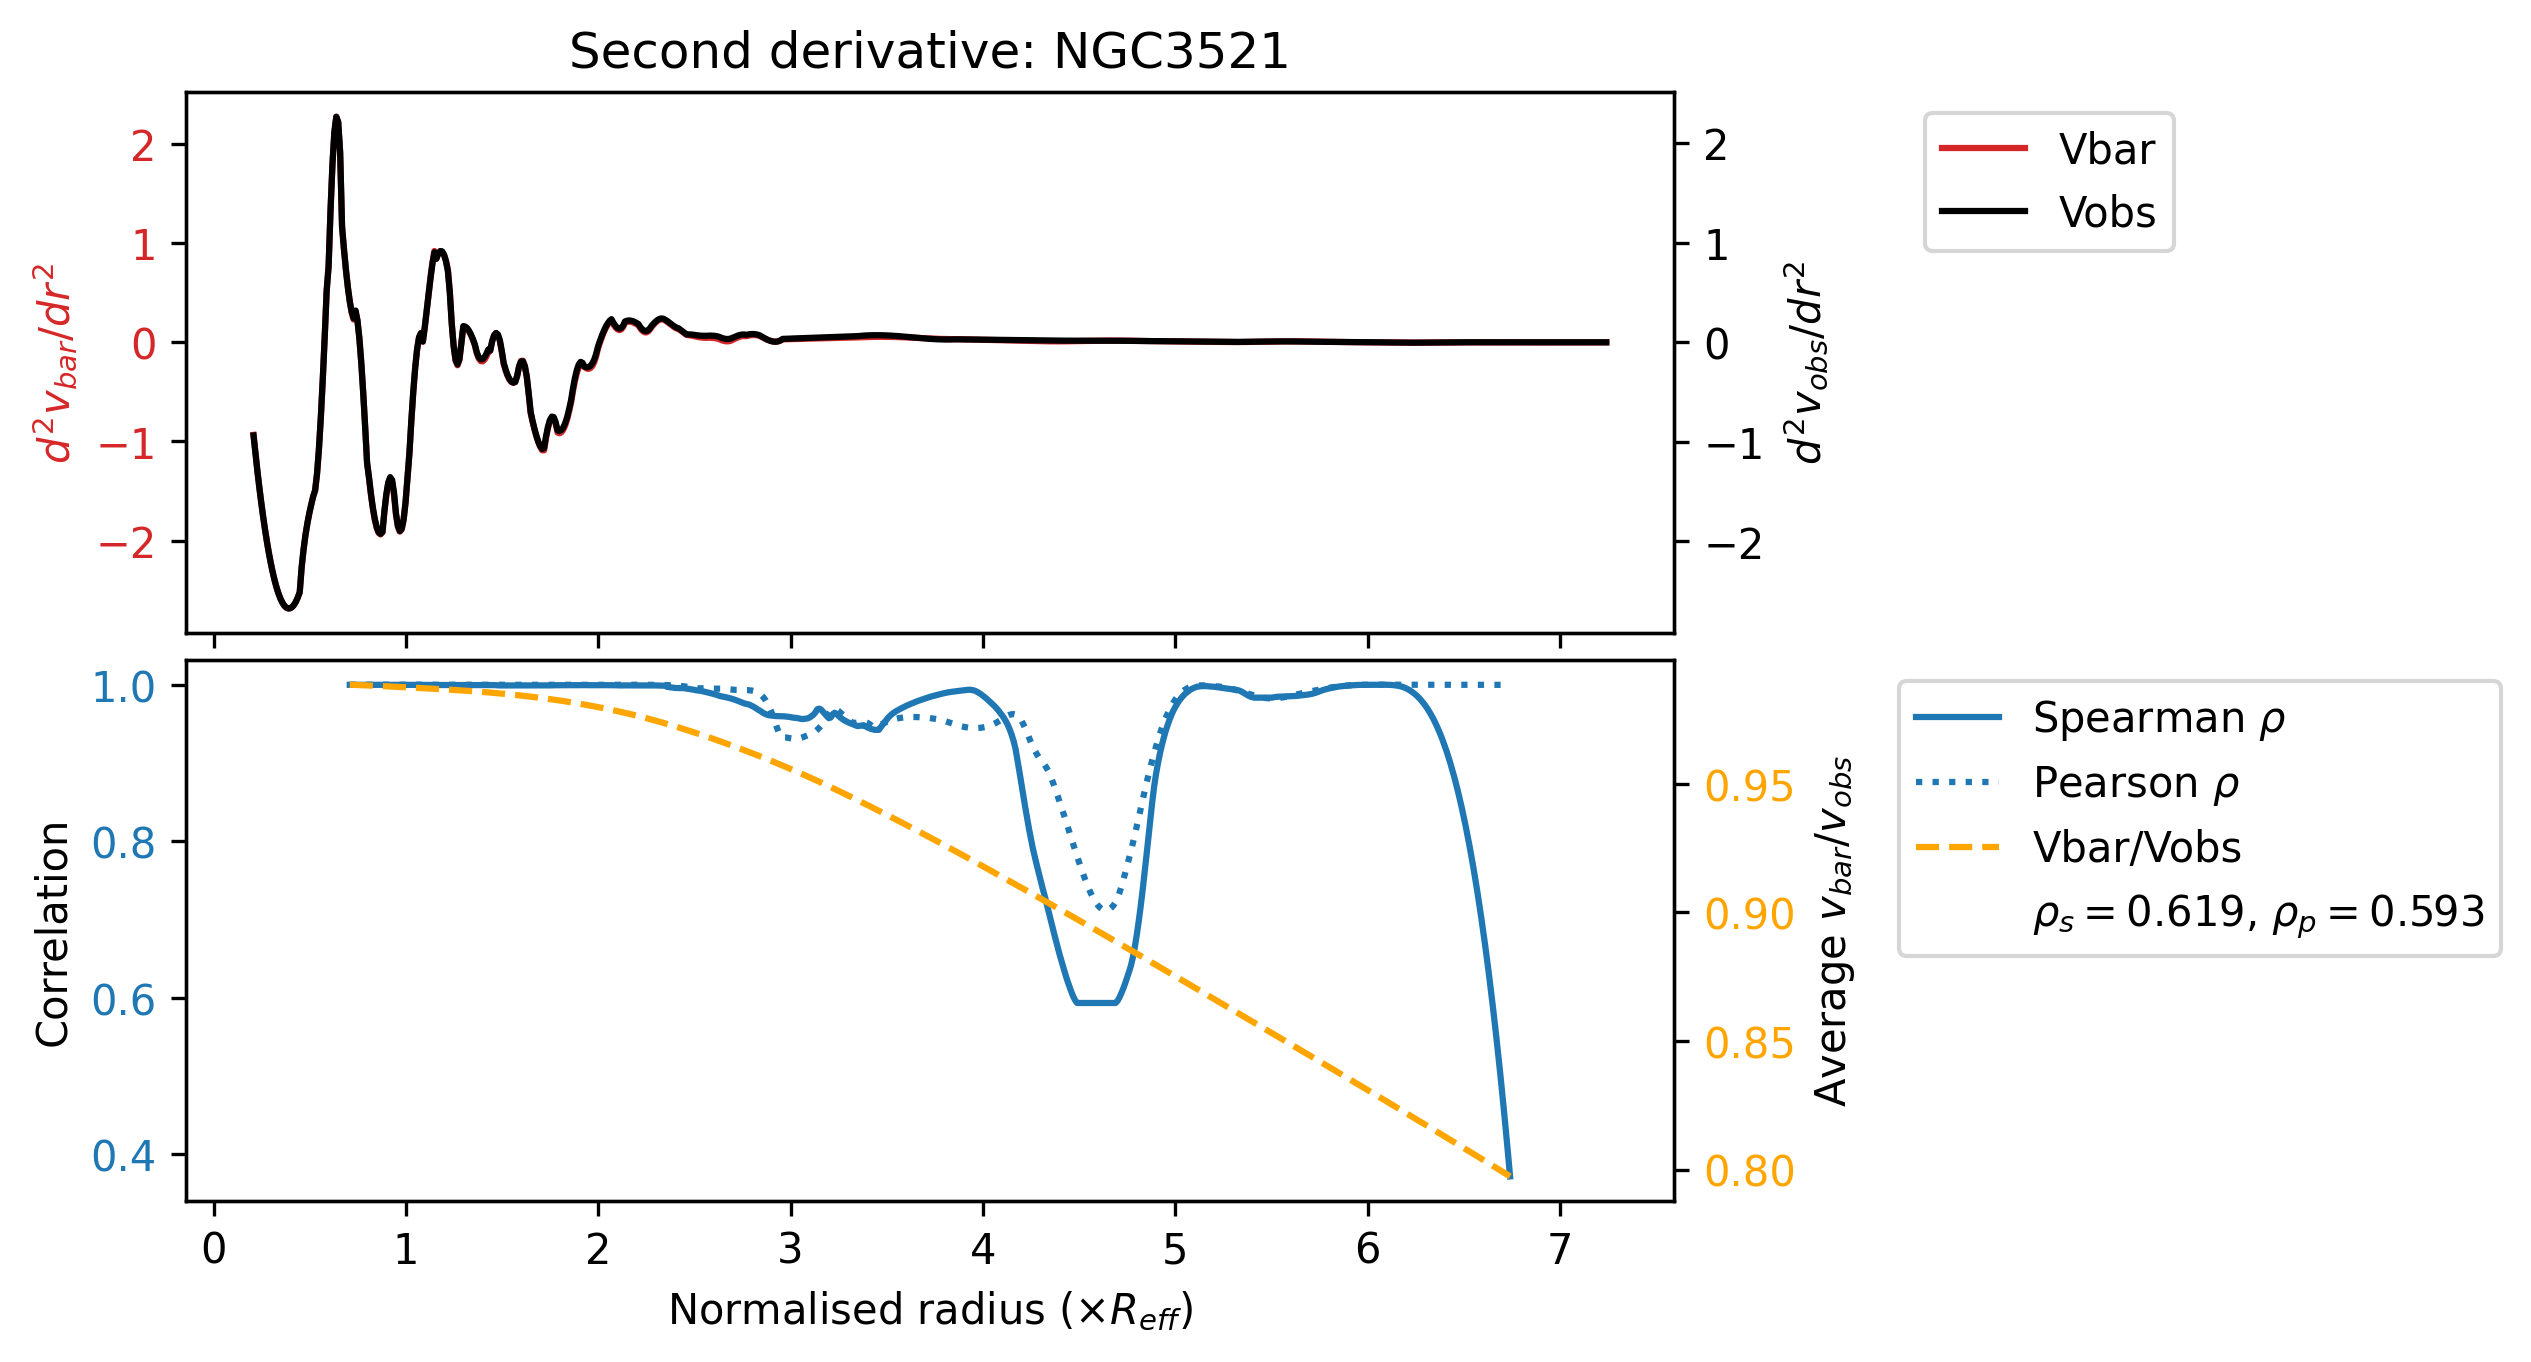 Second derivative: NGC3521
2
1
0
−1
−2
d²v_bar/dr²
2
1
0
−1
−2
d²v_obs/dr²
Vbar
Vobs
1.0
0.8
0.6
0.4
Correlation
0.95
0.90
0.85
0.80
Average v_bar/v_obs
Spearman ρ
Pearson ρ
Vbar/Vobs
ρ_s = 0.619, ρ_p = 0.593
0 1 2 3 4 5 6 7
Normalised radius (×R_eff)